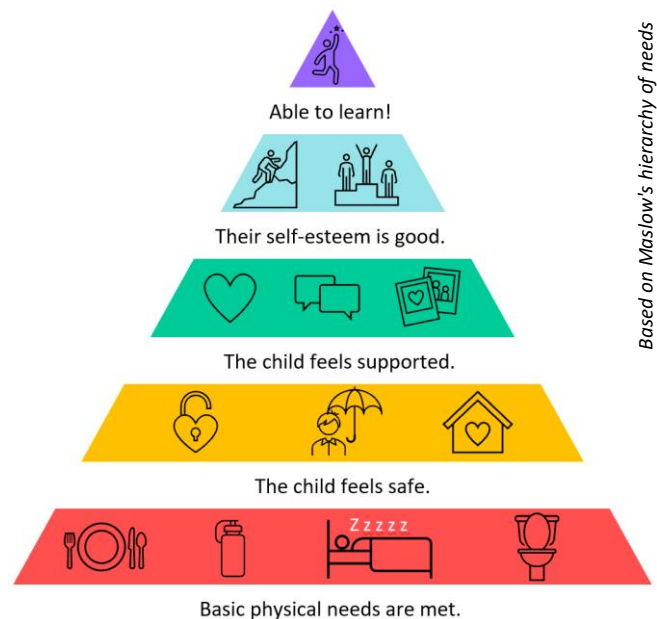 Able to learn!
Their self-esteem is good.
The child feels supported.
The child feels safe.
Z z z z z
Basic physical needs are met.
Based on Maslow's hierarchy of needs